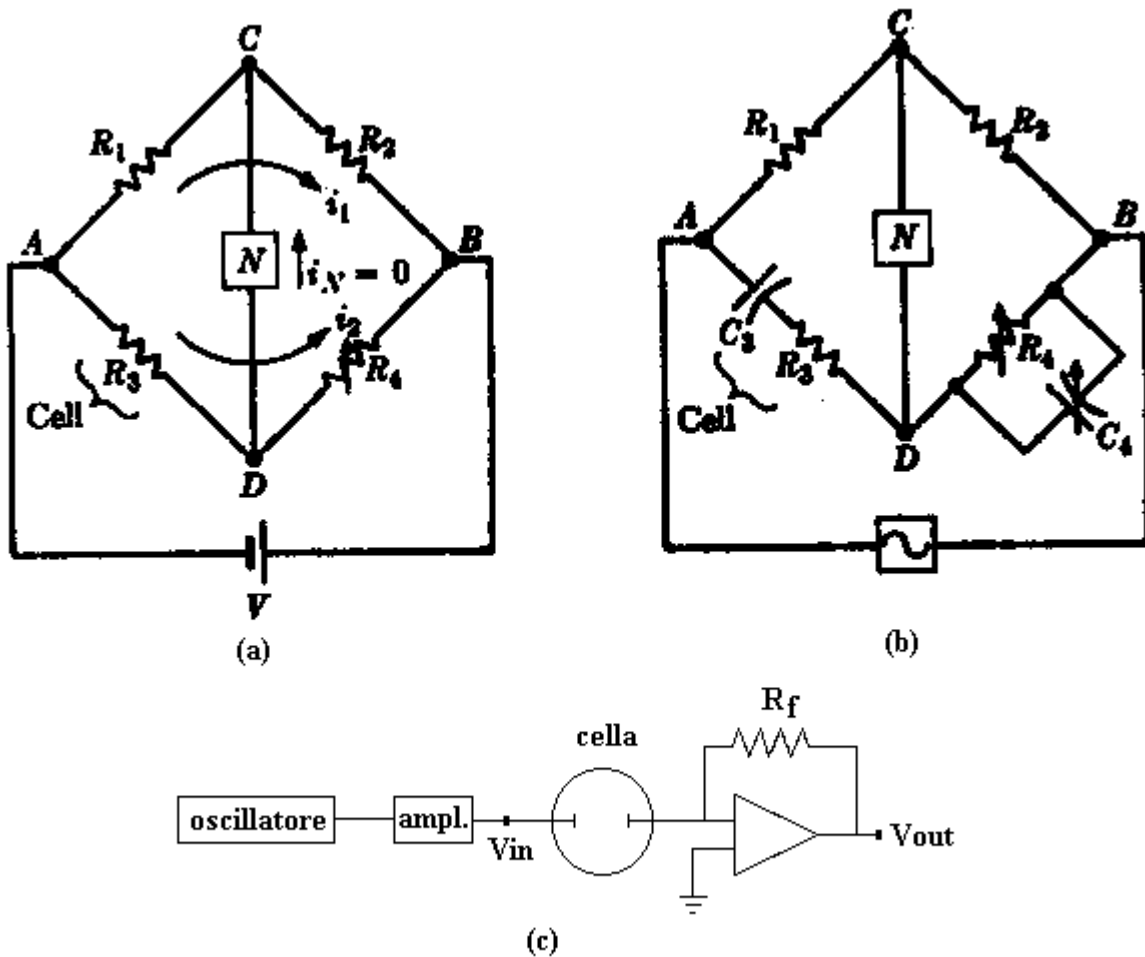 C
R1
R2
i1
A
N
iN = 0
B
i2
R3
R4
Cell
D
V
(a)
C
R1
R2
A
N
B
C3
R3
R4
Cell
D
C4
(b)
Rf
cella
oscillatore
ampl.
Vin
Vout
(c)